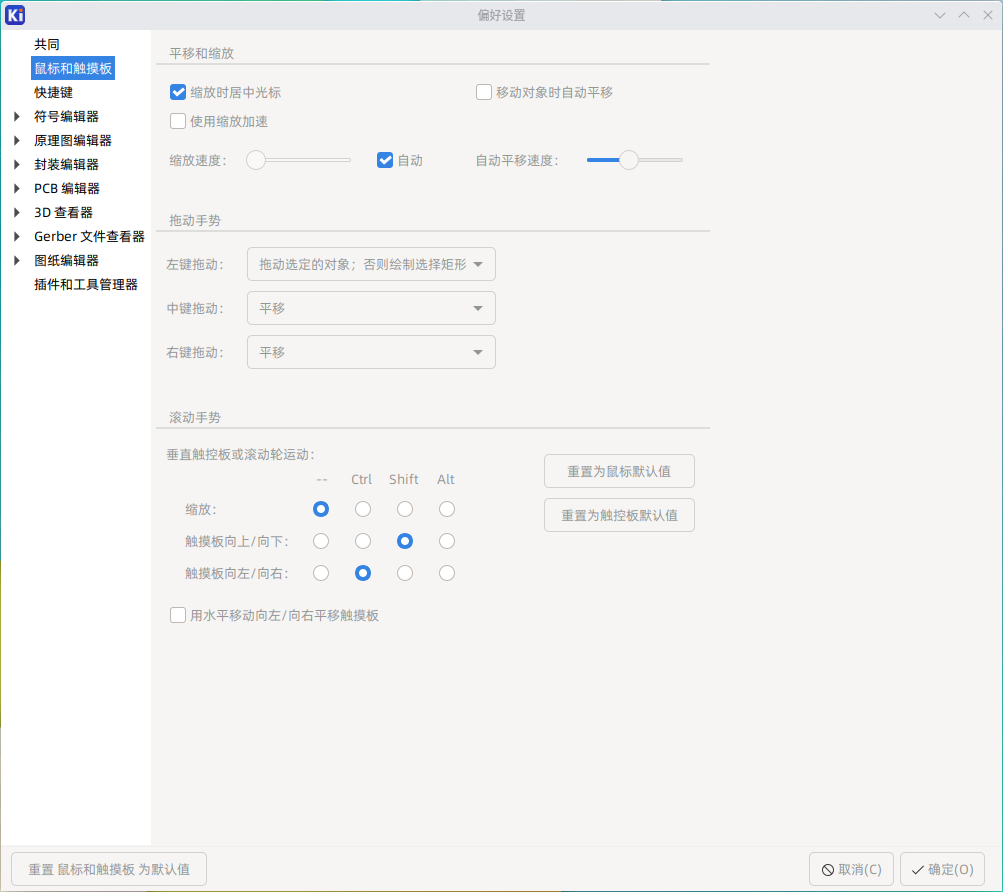 Ki
偏好设置
共同
鼠标和触摸板
快捷键
符号编辑器
原理图编辑器
封装编辑器
PCB 编辑器
3D 查看器
Gerber 文件查看器
图纸编辑器
插件和工具管理器
平移和缩放
缩放时居中光标
移动对象时自动平移
使用缩放加速
缩放速度：
自动
自动平移速度：
拖动手势
左键拖动：
拖动选定的对象；否则绘制选择矩形
中键拖动：
平移
右键拖动：
平移
滚动手势
垂直触控板或滚动轮运动：
-- Ctrl Shift Alt
缩放：
触摸板向上/向下：
触摸板向左/向右：
重置为鼠标默认值
重置为触控板默认值
用水平移动向左/向右平移触摸板
重置 鼠标和触摸板 为默认值
取消(C)
确定(O)